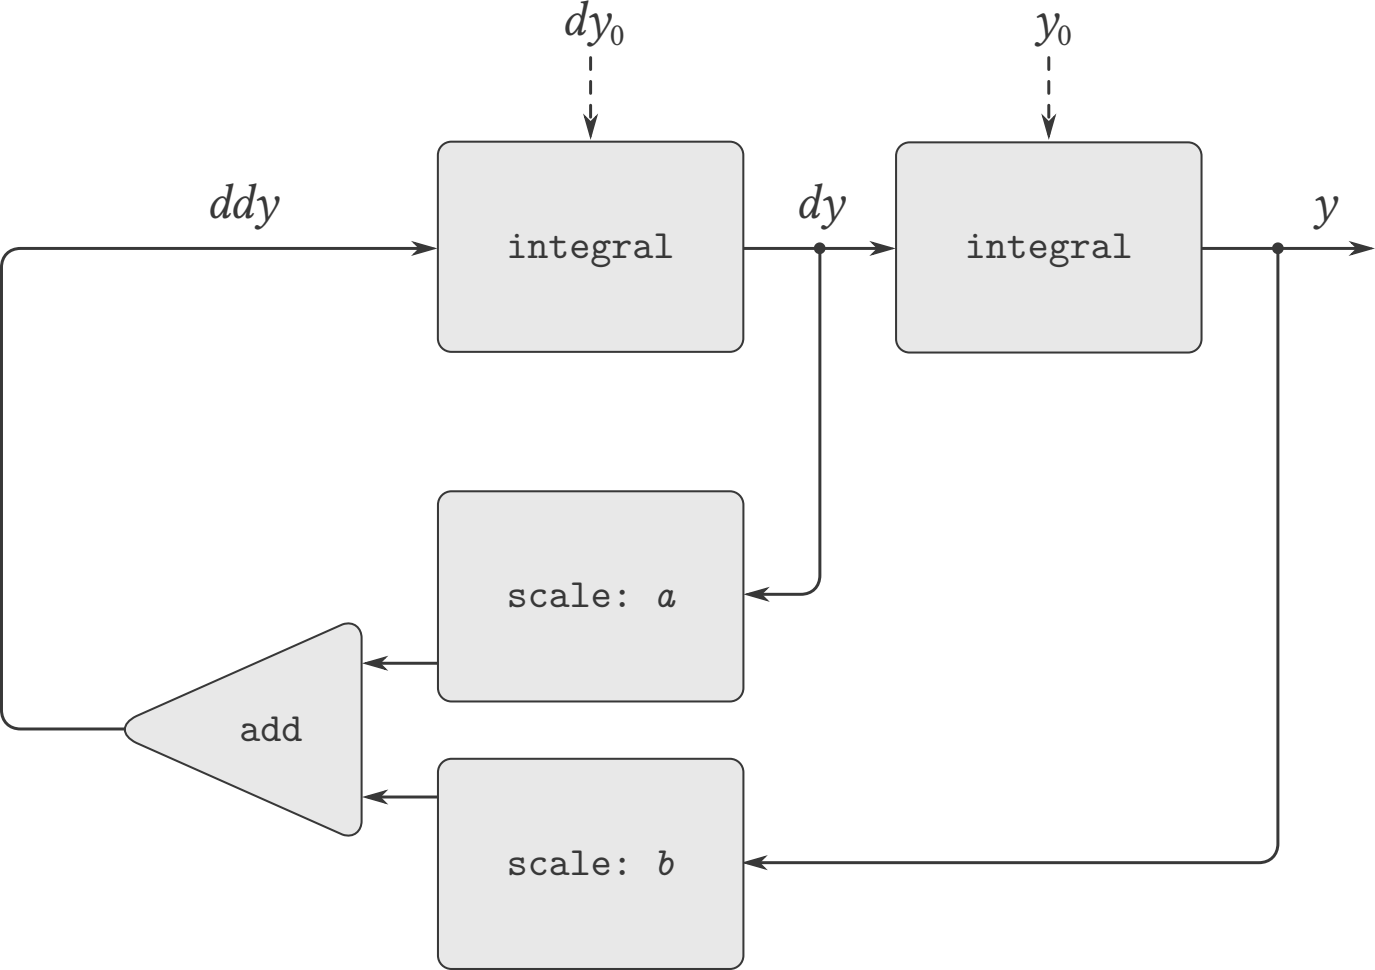 dy₀
y₀
ddy
dy
y
integral
integral
scale: a
add
scale: b